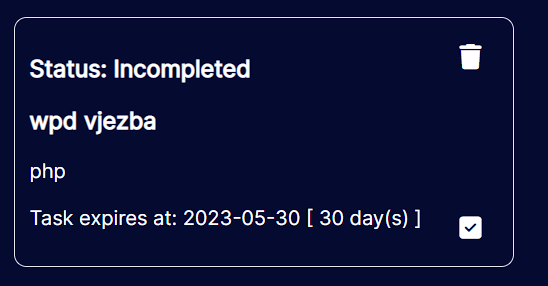 Status: Incompleted
wpd vjezba
php
Task expires at: 2023-05-30 [ 30 day(s) ]